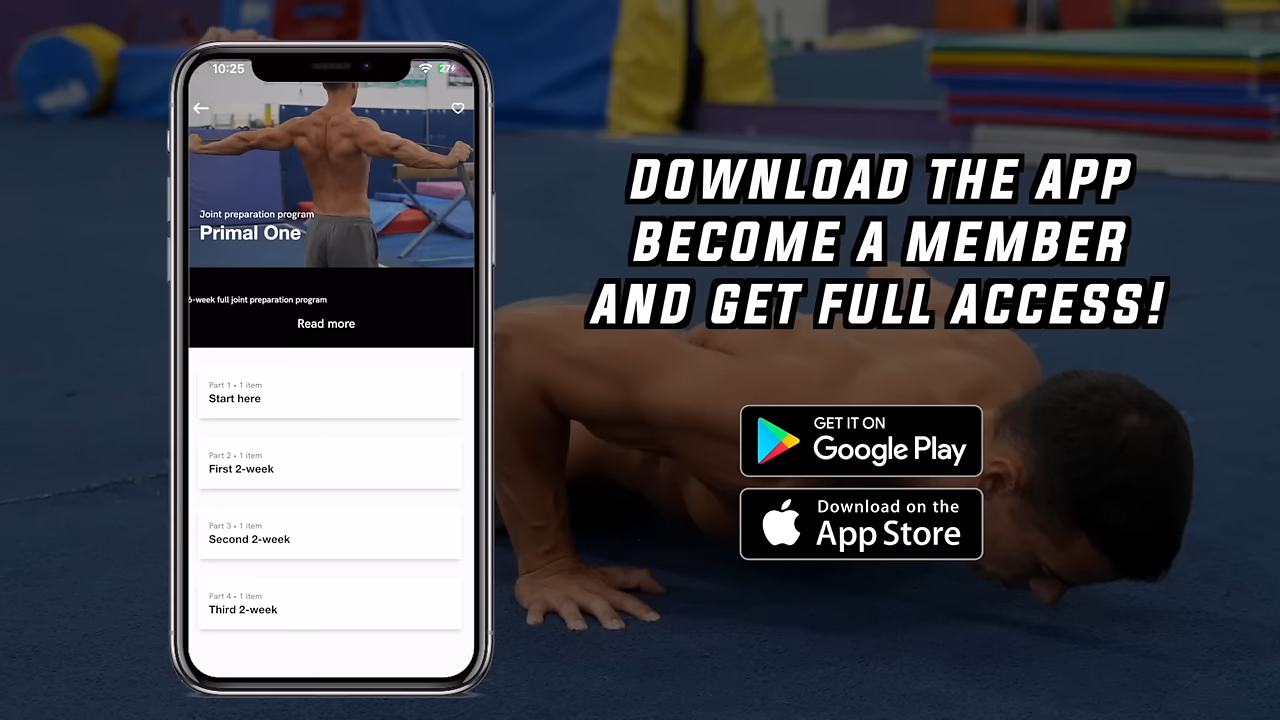 10:25
27
Joint preparation program
Primal One
6-week full joint preparation program
Read more
Part 1 • 1 item
Start here
Part 2 • 1 item
First 2-week
Part 3 • 1 item
Second 2-week
Part 4 • 1 item
Third 2-week
DOWNLOAD THE APP
BECOME A MEMBER
AND GET FULL ACCESS!
GET IT ON
Google Play
Download on the
App Store